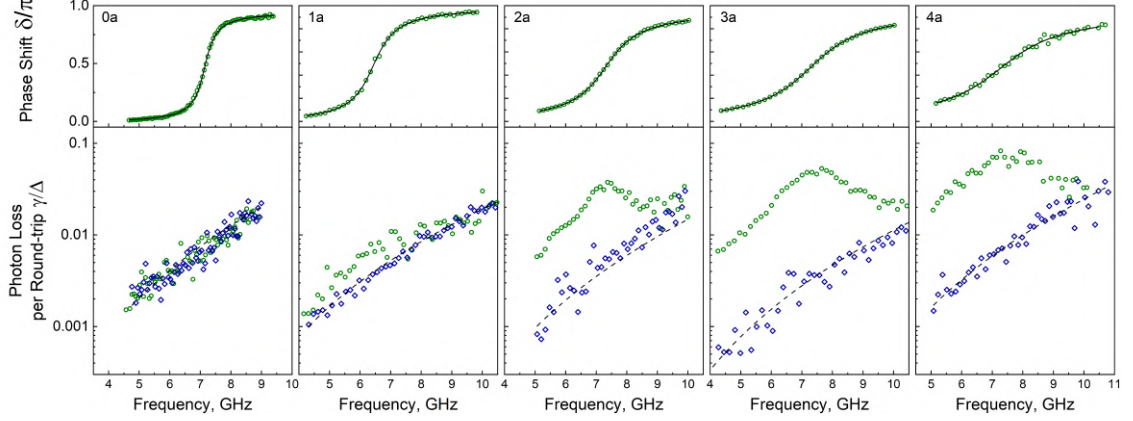 Phase Shift δ/π
1.0
0.5
0.0
0a
1a
2a
3a
4a
Photon Loss
per Round-trip γ/Δ
0.1
0.01
0.001
4 5 6 7 8 9 10
5 6 7 8 9 10
5 6 7 8 9 10
4 5 6 7 8 9 10
5 6 7 8 9 10 11
Frequency, GHz
Frequency, GHz
Frequency, GHz
Frequency, GHz
Frequency, GHz